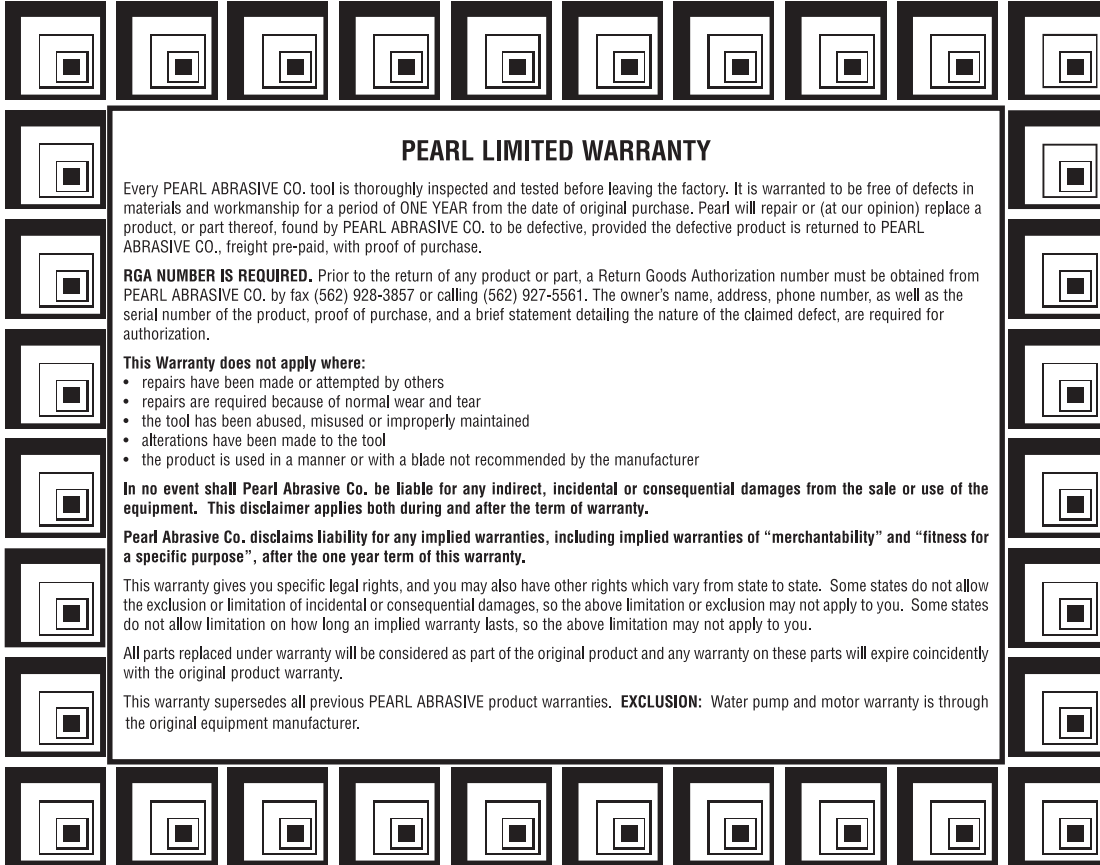 PEARL LIMITED WARRANTY
Every PEARL ABRASIVE CO. tool is thoroughly inspected and tested before leaving the factory. It is warranted to be free of defects in
materials and workmanship for a period of ONE YEAR from the date of original purchase. Pearl will repair or (at our opinion) replace a
product, or part thereof, found by PEARL ABRASIVE CO. to be defective, provided the defective product is returned to PEARL
ABRASIVE CO., freight pre-paid, with proof of purchase.
RGA NUMBER IS REQUIRED. Prior to the return of any product or part, a Return Goods Authorization number must be obtained from
PEARL ABRASIVE CO. by fax (562) 928-3857 or calling (562) 927-5561. The owner's name, address, phone number, as well as the
serial number of the product, proof of purchase, and a brief statement detailing the nature of the claimed defect, are required for
authorization.
This Warranty does not apply where:
• repairs have been made or attempted by others
• repairs are required because of normal wear and tear
• the tool has been abused, misused or improperly maintained
• alterations have been made to the tool
• the product is used in a manner or with a blade not recommended by the manufacturer
In no event shall Pearl Abrasive Co. be liable for any indirect, incidental or consequential damages from the sale or use of the
equipment. This disclaimer applies both during and after the term of warranty.
Pearl Abrasive Co. disclaims liability for any implied warranties, including implied warranties of “merchantability” and “fitness for
a specific purpose”, after the one year term of this warranty.
This warranty gives you specific legal rights, and you may also have other rights which vary from state to state. Some states do not allow
the exclusion or limitation of incidental or consequential damages, so the above limitation or exclusion may not apply to you. Some states
do not allow limitation on how long an implied warranty lasts, so the above limitation may not apply to you.
All parts replaced under warranty will be considered as part of the original product and any warranty on these parts will expire coincidently
with the original product warranty.
This warranty supersedes all previous PEARL ABRASIVE product warranties. EXCLUSION: Water pump and motor warranty is through
the original equipment manufacturer.